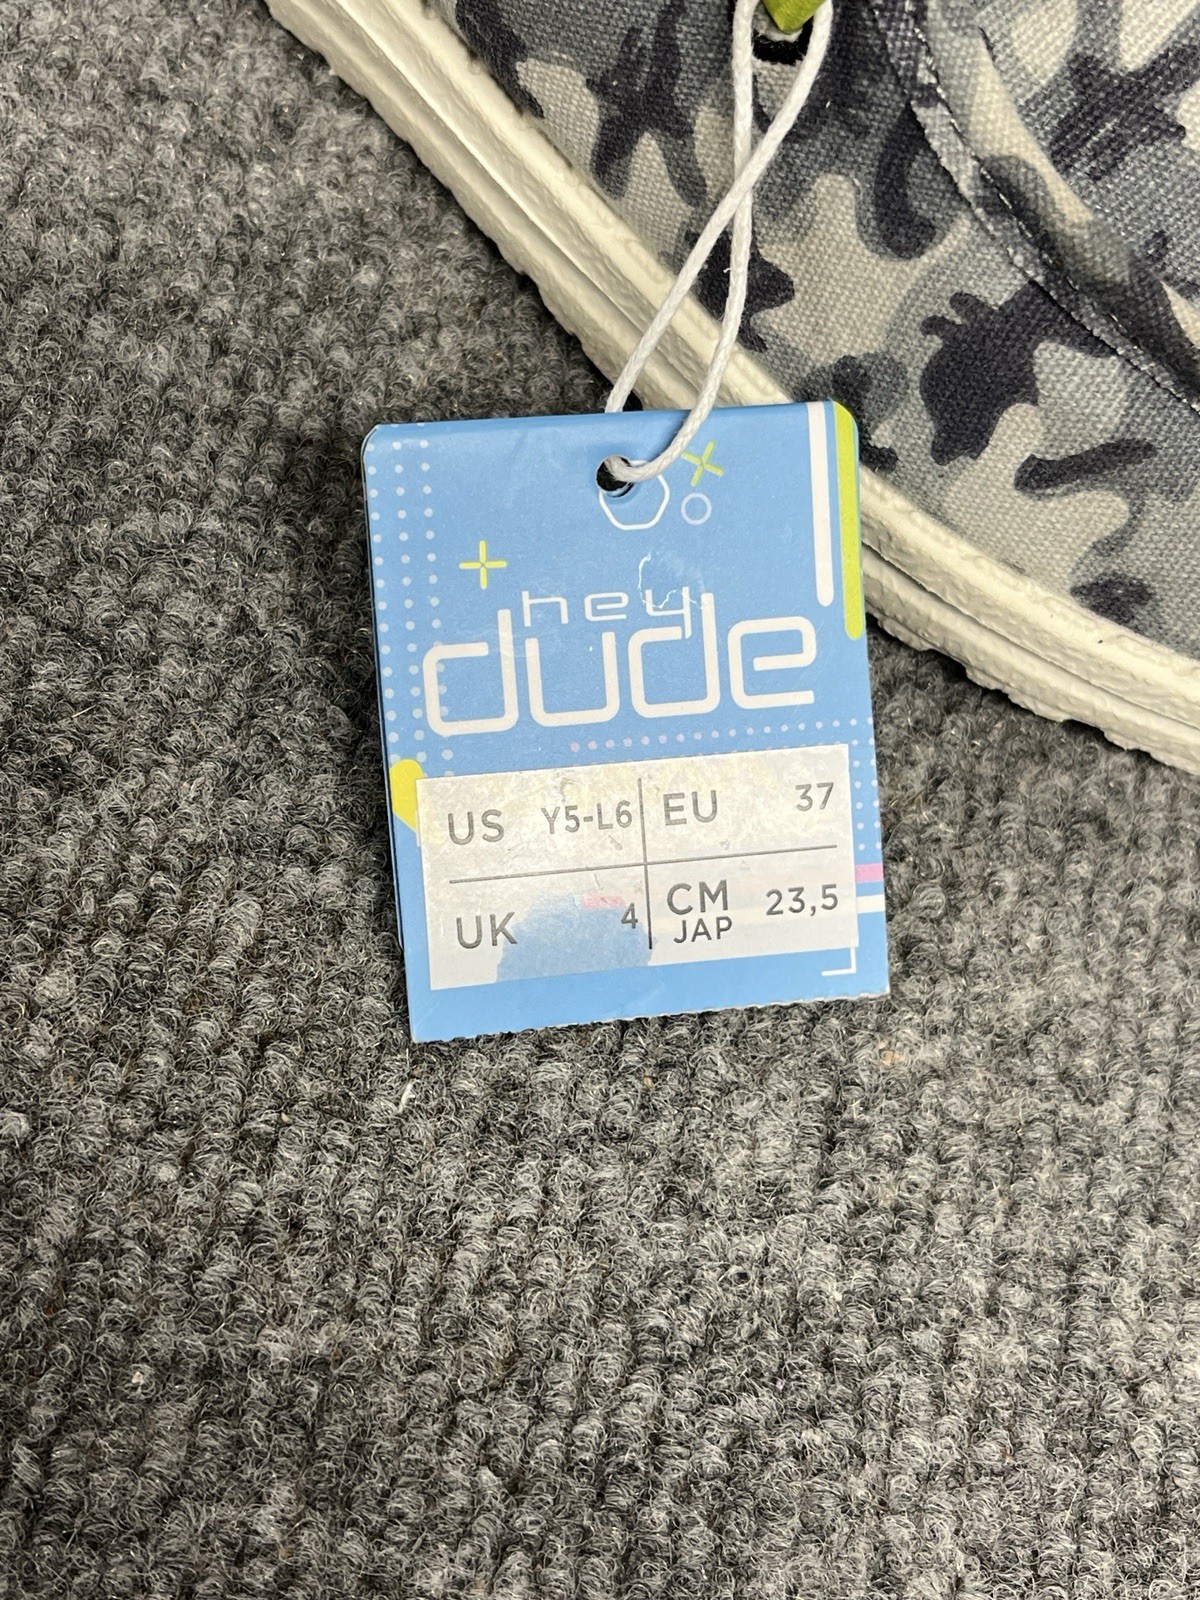 hey
dude
US Y5-L6 EU 37
UK 4 CM JAP 23,5